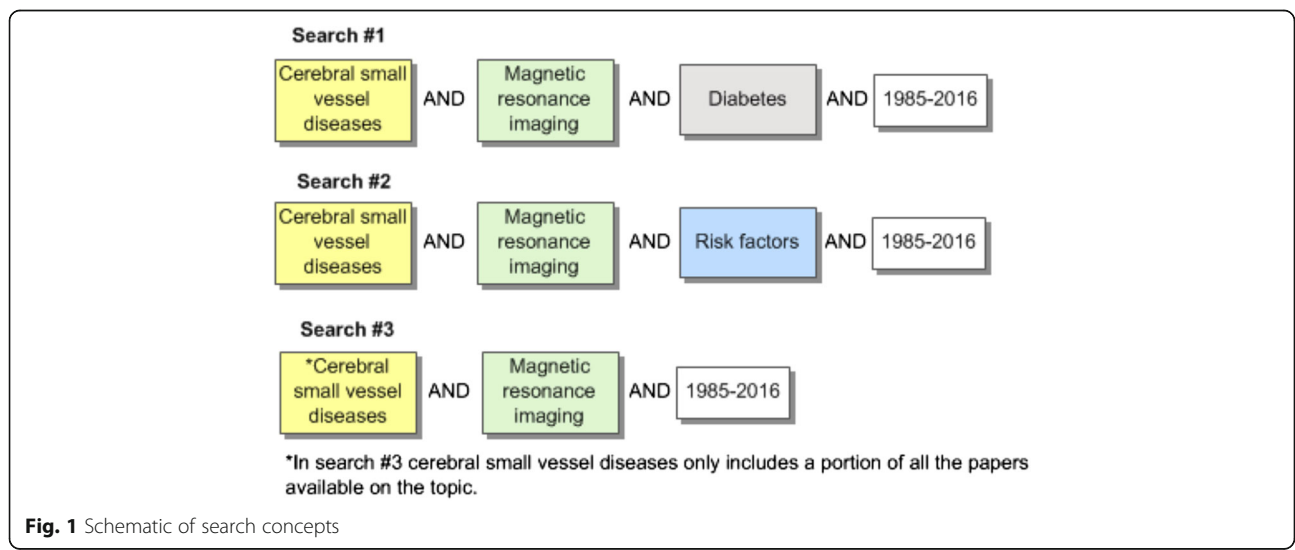 Search #1
Cerebral small
vessel
diseases
AND
Magnetic
resonance
imaging
AND
Diabetes
AND
1985-2016
Search #2
Cerebral small
vessel
diseases
AND
Magnetic
resonance
imaging
AND
Risk factors
AND
1985-2016
Search #3
*Cerebral
small vessel
diseases
AND
Magnetic
resonance
imaging
AND
1985-2016
*In search #3 cerebral small vessel diseases only includes a portion of all the papers
available on the topic.
Fig. 1 Schematic of search concepts